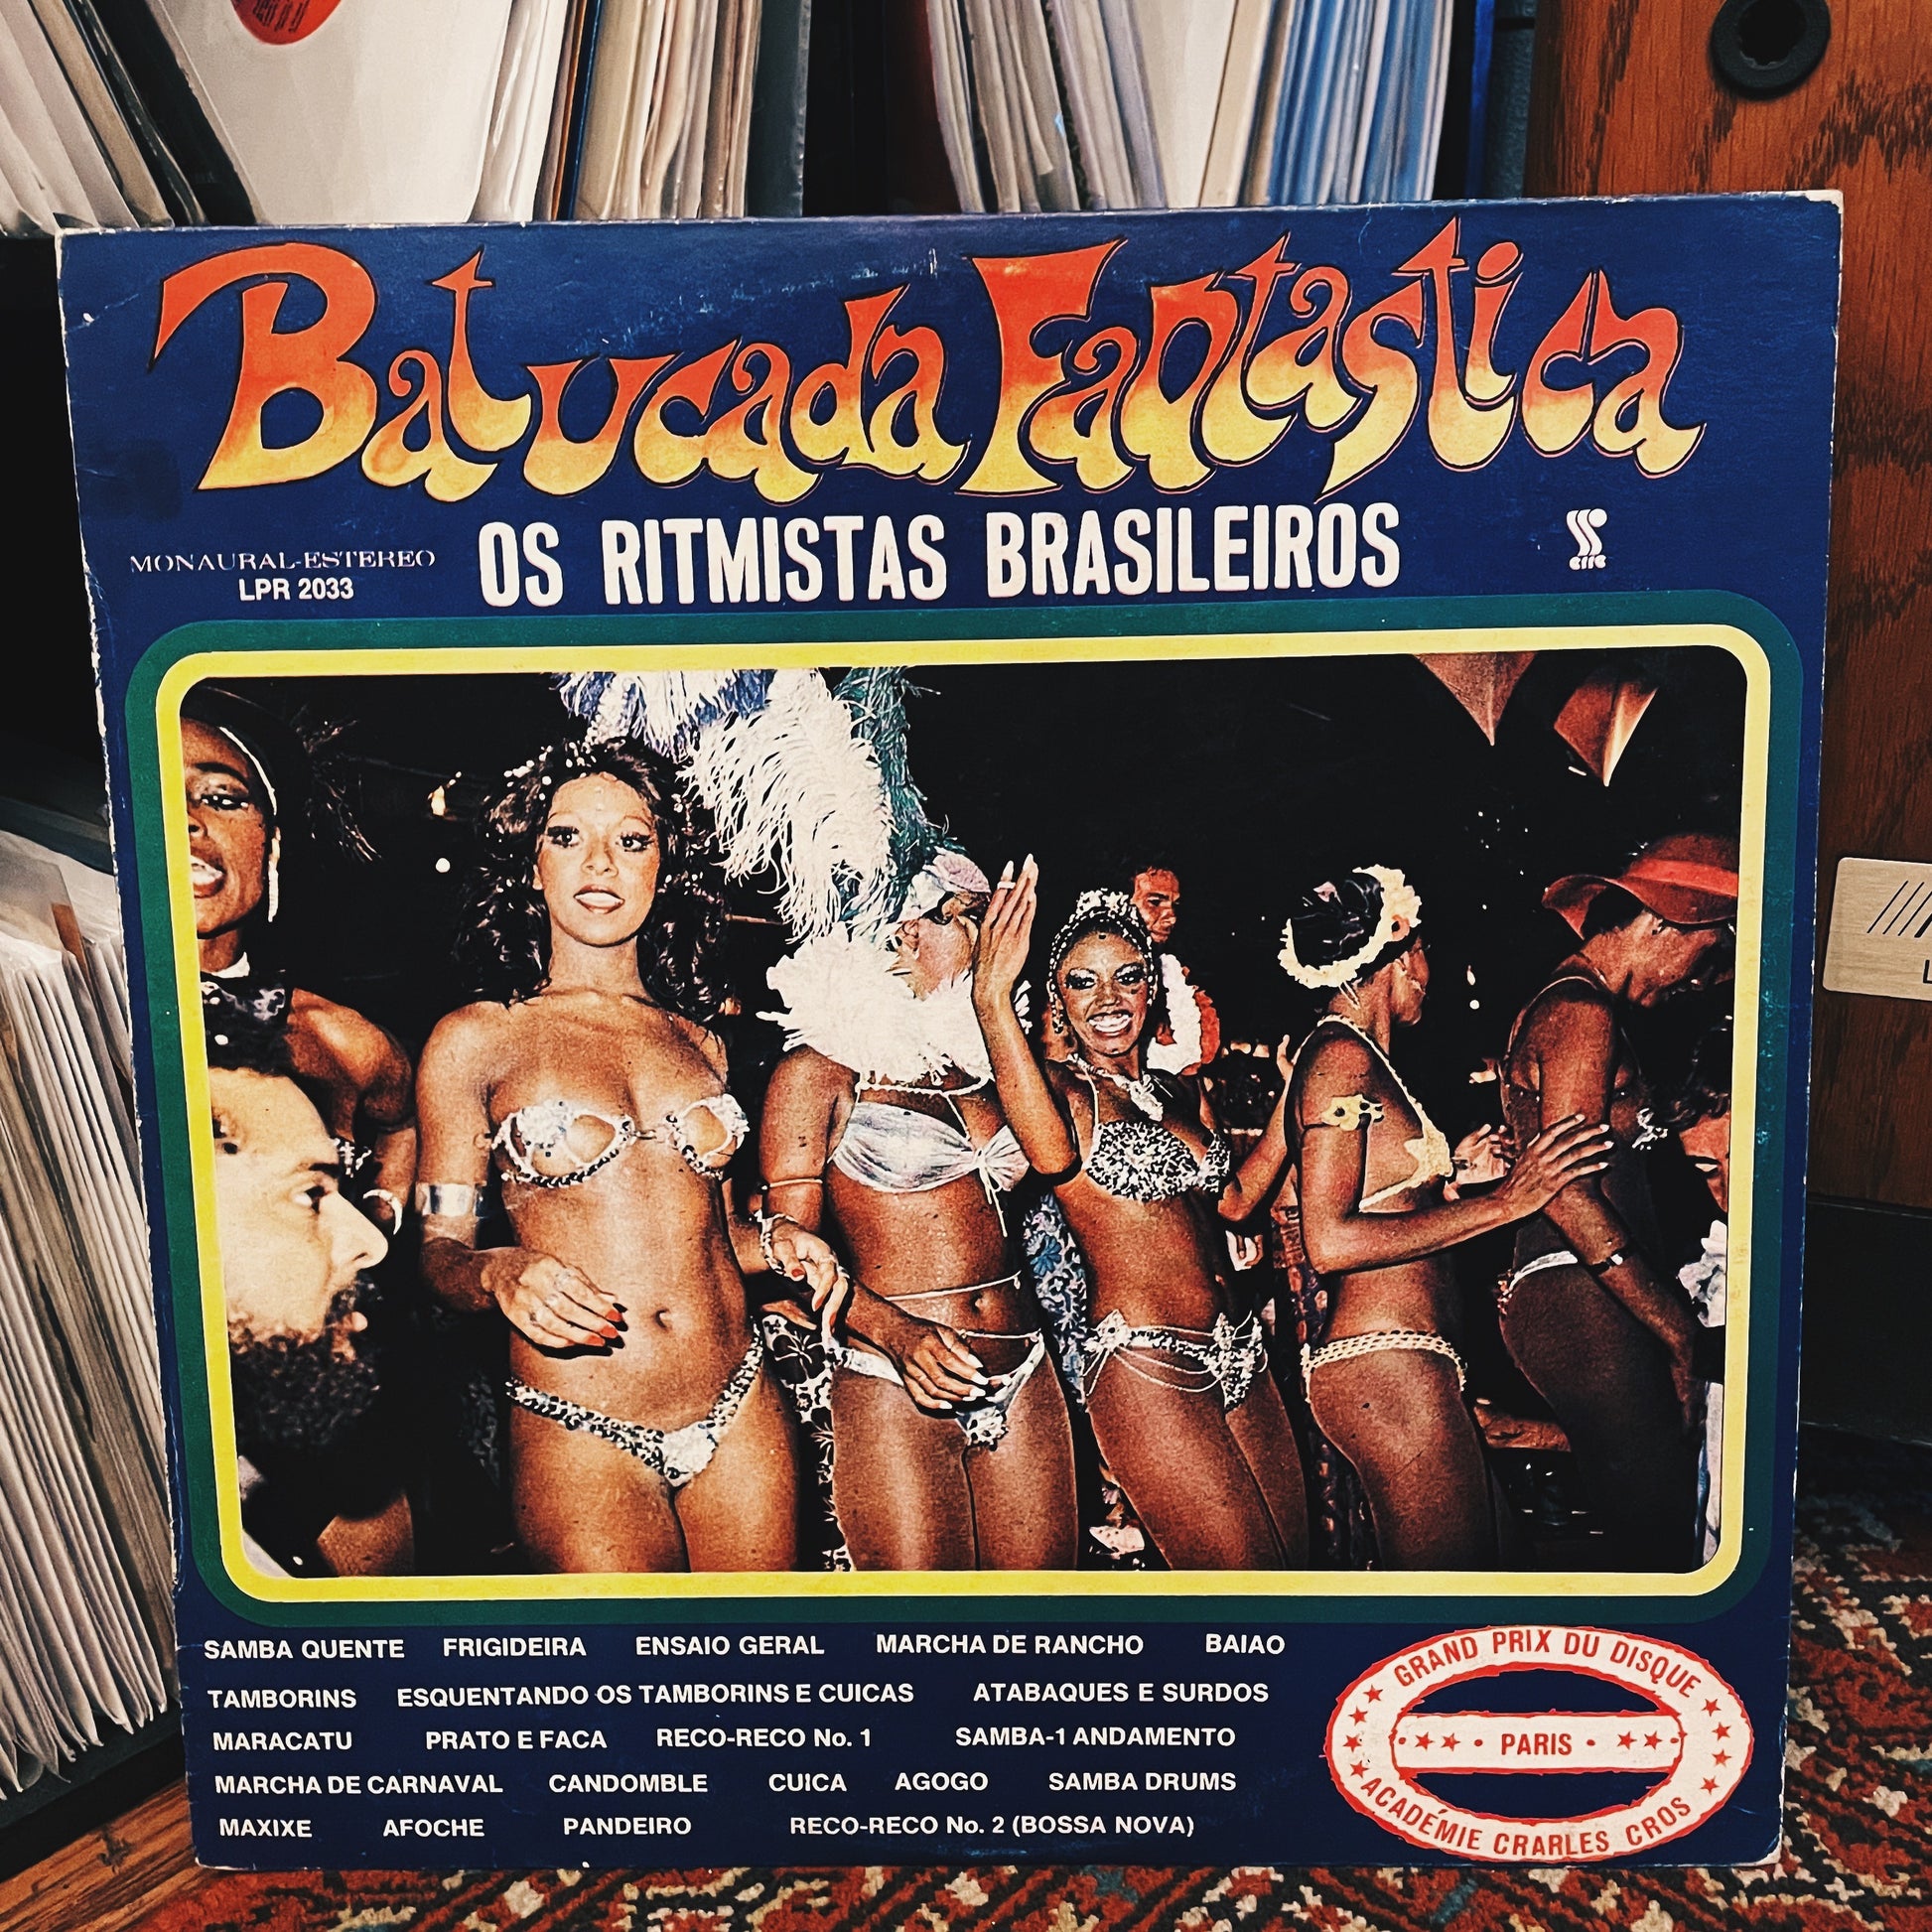 Batucada Fantastica
OS RITMISTAS BRASILEIROS
MONAURAL-ESTEREO
LPR 2033
erre
SAMBA QUENTE FRIGIDEIRA ENSAIO GERAL MARCHA DE RANCHO BAIAO
TAMBORINS ESQUENTANDO OS TAMBORINS E CUICAS ATABAQUES E SURDOS
MARACATU PRATO E FACA RECO-RECO No. 1 SAMBA-1 ANDAMENTO
MARCHA DE CARNAVAL CANDOMBLE CUICA AGOGO SAMBA DRUMS
MAXIXE AFOCHE PANDEIRO RECO-RECO No. 2 (BOSSA NOVA)
GRAND PRIX DU DISQUE
PARIS
ACADÉMIE CRARLES CROS